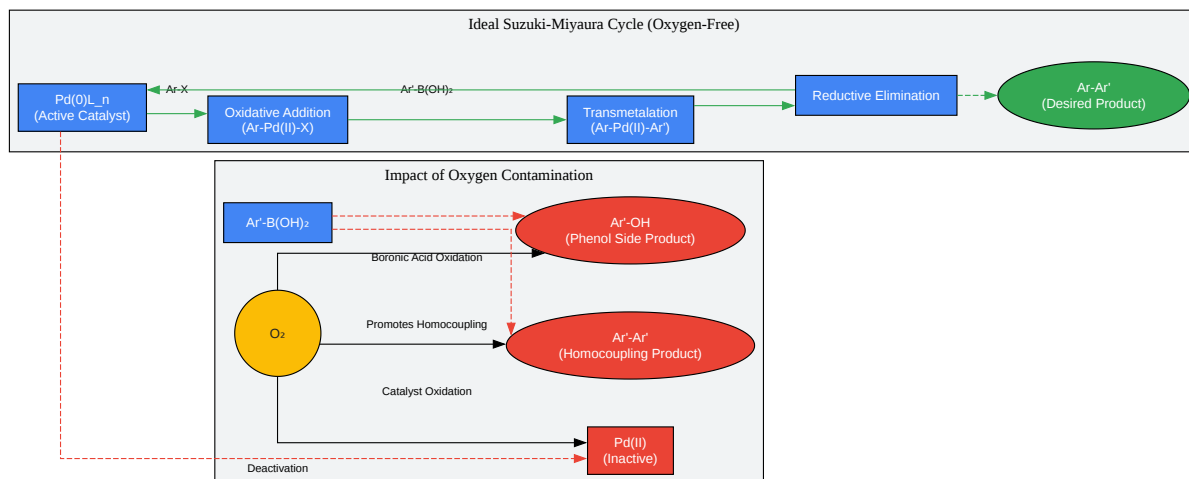 Ideal Suzuki-Miyaura Cycle (Oxygen-Free)
Pd(0)L_n
(Active Catalyst)
Ar-X
Oxidative Addition
(Ar-Pd(II)-X)
Ar'-B(OH)₂
Transmetalation
(Ar-Pd(II)-Ar')
Reductive Elimination
Ar-Ar'
(Desired Product)
Impact of Oxygen Contamination
Ar'-B(OH)₂
Ar'-OH
(Phenol Side Product)
Boronic Acid Oxidation
O₂
Promotes Homocoupling
Ar'-Ar'
(Homocoupling Product)
Catalyst Oxidation
Pd(II)
(Inactive)
Deactivation